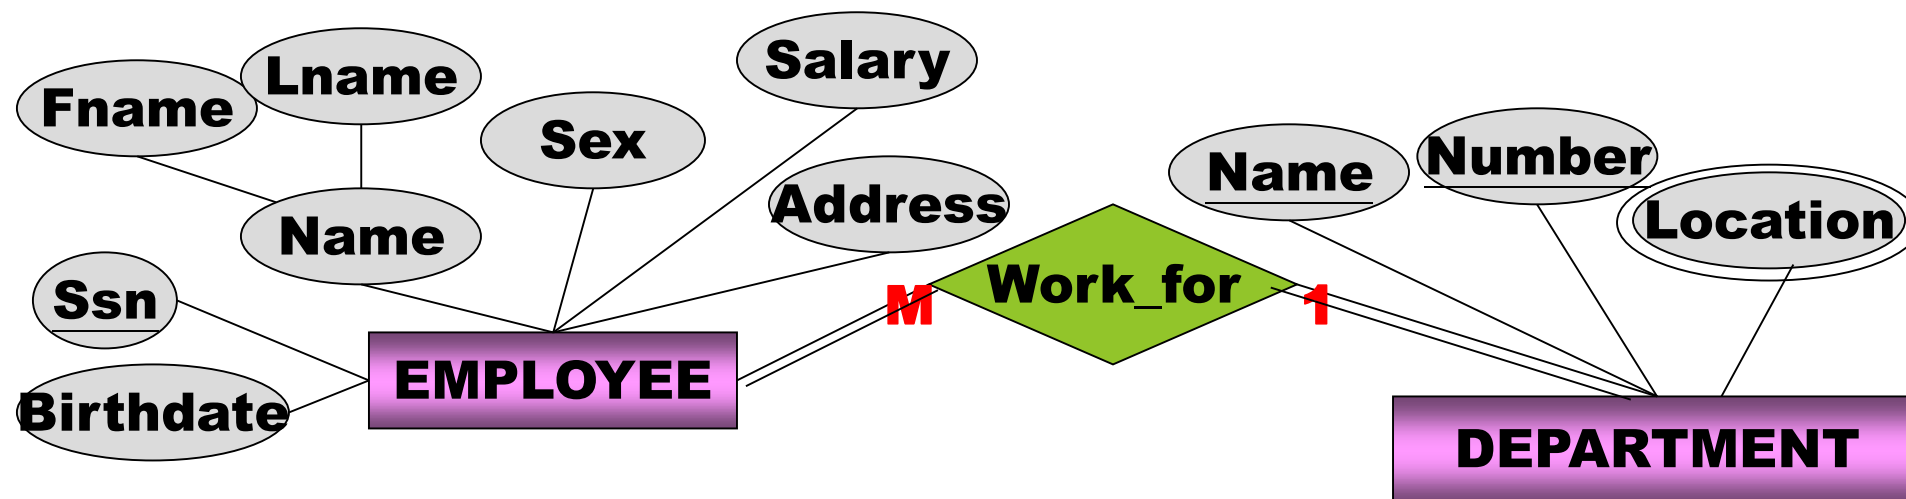 Salary
Lname
Fname
Sex
Number
Name
Address
Location
Name
Ssn
Work_for
M
1
EMPLOYEE
Birthdate
DEPARTMENT